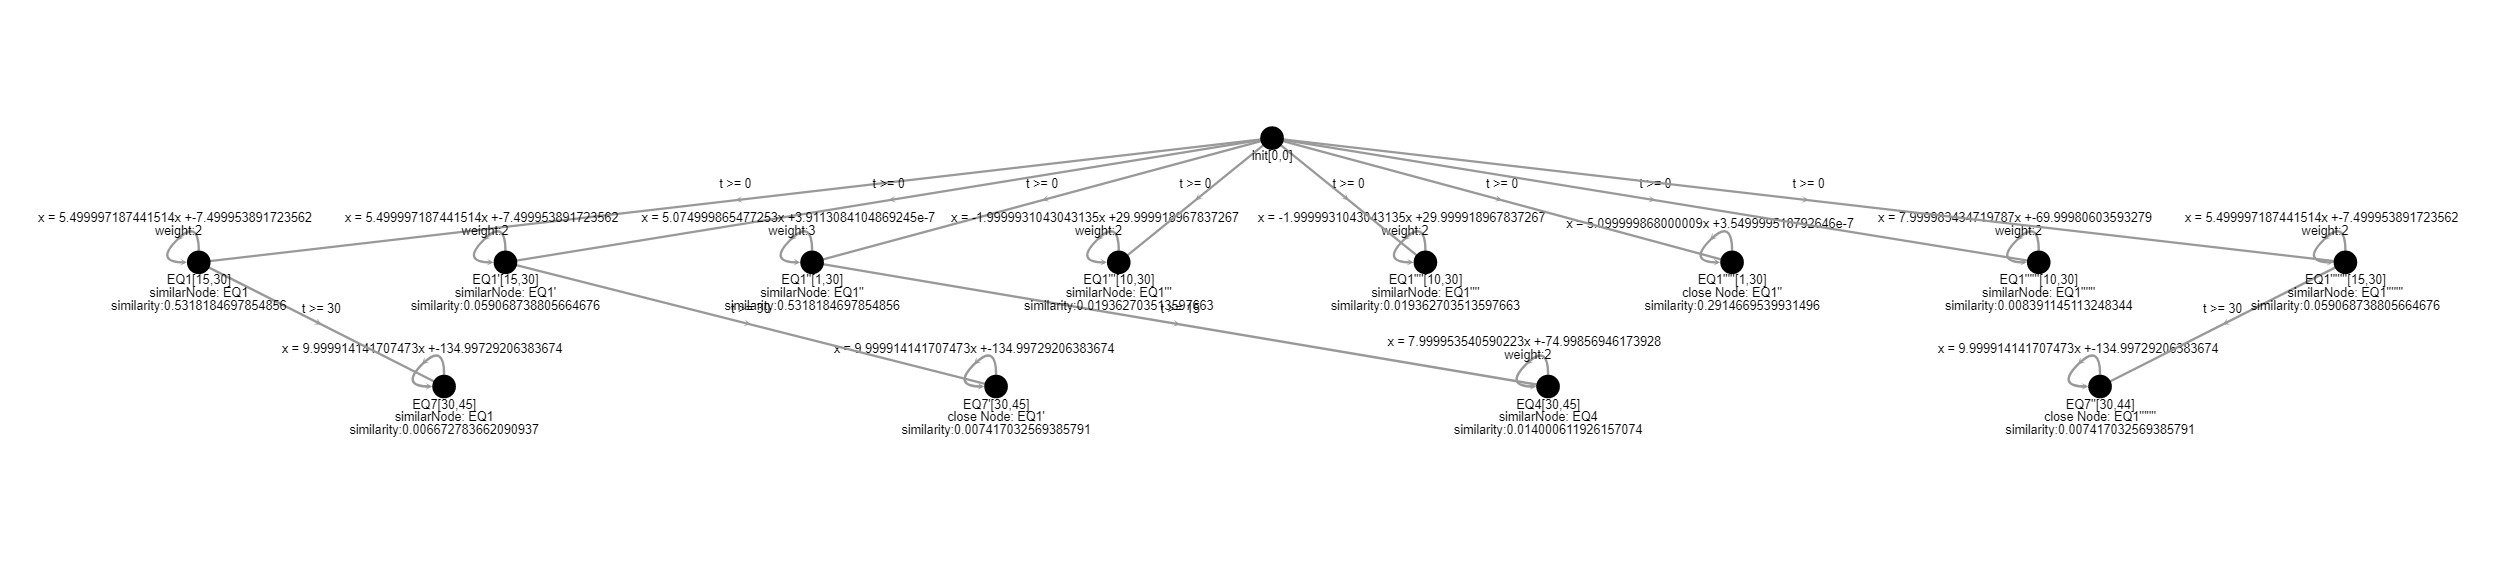 Init[0,0]
t >= 0
t >= 0
t >= 0
t >= 0
t >= 0
t >= 0
t >= 0
t >= 0
x = 5.499997187441514x +-7.499953891723562
weight:2
x = 5.499997187441514x +-7.499953891723562
weight:2
x = 5.074999865477253x +3.9113084104869245e-7
weight:3
x = -1.9999931043043135x +29.999918967837267
weight:2
x = -1.9999931043043135x +29.999918967837267
weight:2
x = 5.099999868000009x +3.549999518792646e-7
x = 7.999983434719787x +-69.99980603593279
weight:2
x = 5.499997187441514x +-7.499953891723562
weight:2
EQ1[15,30]
similarNode: EQ1
similarity:0.5318184697854856
EQ1'[15,30]
similarNode: EQ1'
similarity:0.059068738805664676
EQ1''[1,30]
similarNode: EQ1''
similarity:0.5318184697854856
EQ1'''[10,30]
similarNode: EQ1'''
similarity:0.019362703513597663
EQ1''''[10,30]
similarNode: EQ1''''
similarity:0.019362703513597663
EQ1'''''[1,30]
close Node: EQ1''
similarity:0.2914669539931496
EQ1''''''[10,30]
similarNode: EQ1''''''
similarity:0.008391145113248344
EQ1'''''''[15,30]
similarNode: EQ1'''''''
similarity:0.059068738805664676
t >= 30
t >= 30
t >= 15
t >= 30
x = 9.999914141707473x +-134.99729206383674
x = 9.999914141707473x +-134.99729206383674
x = 7.999953540590223x +-74.99856946173928
weight:2
x = 9.999914141707473x +-134.99729206383674
EQ7[30,45]
similarNode: EQ1
similarity:0.006672783662090937
EQ7'[30,45]
close Node: EQ1'
similarity:0.007417032569385791
EQ4[30,45]
similarNode: EQ4
similarity:0.014000611926157074
EQ7''[30,44]
close Node: EQ1'''''''
similarity:0.007417032569385791